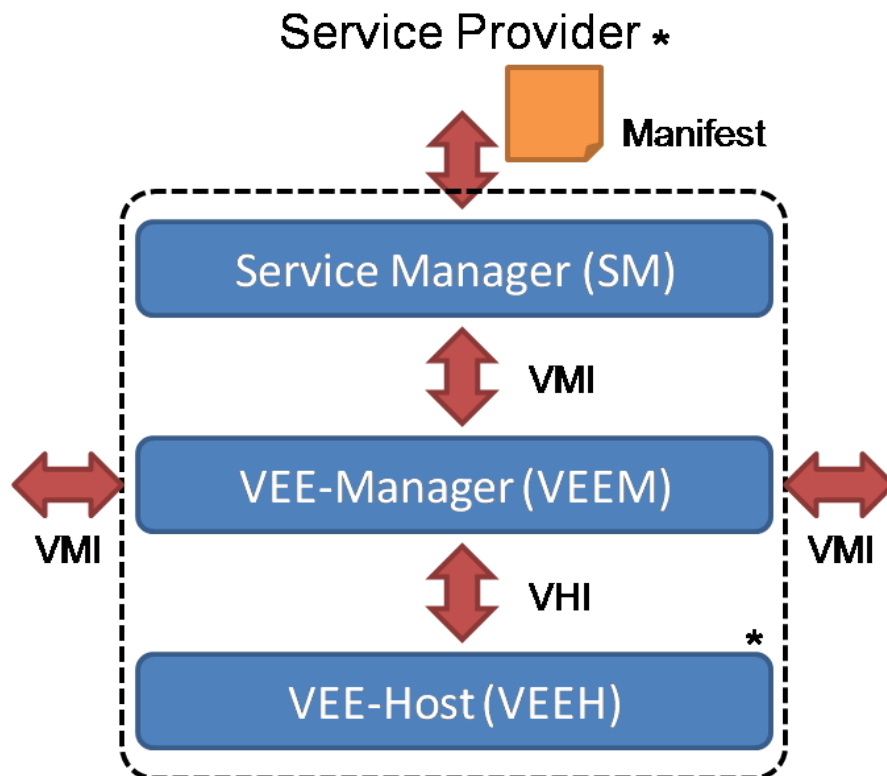 Service Provider *
Manifest
Service Manager (SM)
VMI
VEE-Manager (VEEM)
VMI
VMI
VHI
*
VEE-Host (VEEH)